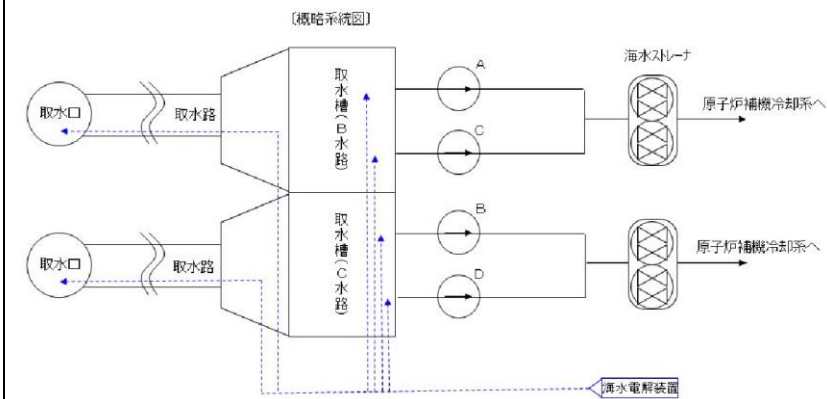 〔概略系統図〕
取水口
取水路
取水槽(B水路)
A
C
海水ストレーナ
原子炉補機冷却系へ
取水口
取水路
取水槽(C水路)
B
D
原子炉補機冷却系へ
海水電解装置